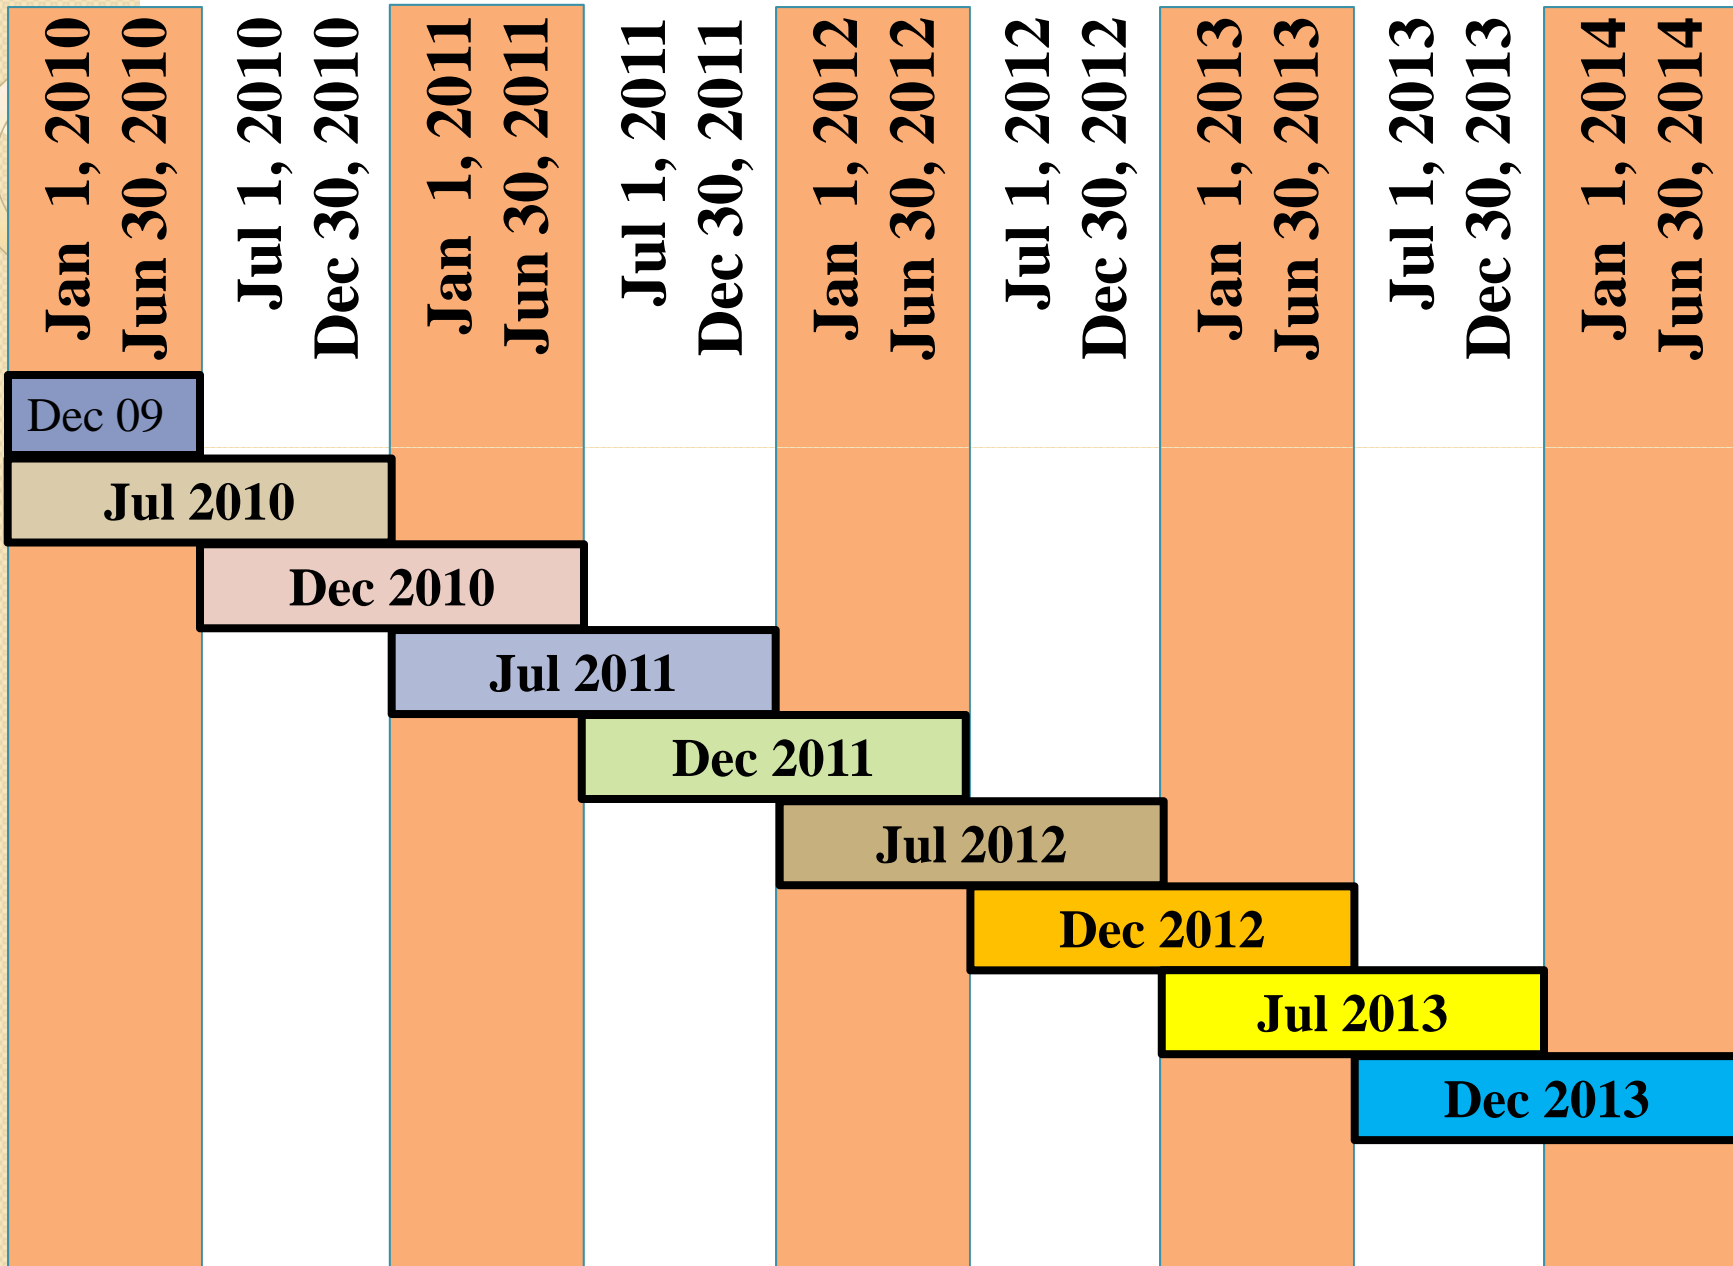 Jan 1, 2010
Jun 30, 2010
Jul 1, 2010
Dec 30, 2010
Jan 1, 2011
Jun 30, 2011
Jul 1, 2011
Dec 30, 2011
Jan 1, 2012
Jun 30, 2012
Jul 1, 2012
Dec 30, 2012
Jan 1, 2013
Jun 30, 2013
Jul 1, 2013
Dec 30, 2013
Jan 1, 2014
Jun 30, 2014
Dec 09
Jul 2010
Dec 2010
Jul 2011
Dec 2011
Jul 2012
Dec 2012
Jul 2013
Dec 2013